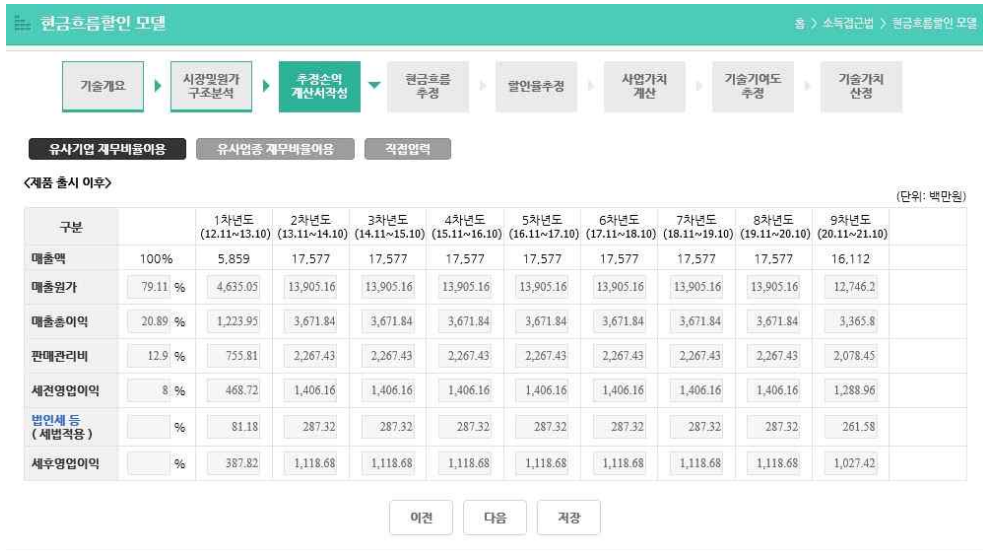 현금흐름할인 모델
홈 > 소득접근법 > 현금흐름할인 모델
기술개요
시장및원가
구조분석
추정손익
계산서작성
현금흐름
추정
할인율추정
사업가치
계산
기술기여도
추정
기술가치
산정
유사기업 재무비율이용 유사업종 재무비율이용 직접입력
<제품 출시 이후>
(단위: 백만원)
구분 1차년도 2차년도 3차년도 4차년도 5차년도 6차년도 7차년도 8차년도 9차년도
(12.11~13.10) (13.11~14.10) (14.11~15.10) (15.11~16.10) (16.11~17.10) (17.11~18.10) (18.11~19.10) (19.11~20.10) (20.11~21.10)
매출액 100% 5,859 17,577 17,577 17,577 17,577 17,577 17,577 17,577 16,112
매출원가 79.11 % 4,635.05 13,905.16 13,905.16 13,905.16 13,905.16 13,905.16 13,905.16 13,905.16 12,746.2
매출총이익 20.89 % 1,223.95 3,671.84 3,671.84 3,671.84 3,671.84 3,671.84 3,671.84 3,671.84 3,365.8
판매관리비 12.9 % 755.81 2,267.43 2,267.43 2,267.43 2,267.43 2,267.43 2,267.43 2,267.43 2,078.45
세전영업이익 8 % 468.72 1,406.16 1,406.16 1,406.16 1,406.16 1,406.16 1,406.16 1,406.16 1,288.96
법인세 등
(세법적용) % 81.18 287.32 287.32 287.32 287.32 287.32 287.32 287.32 261.58
세후영업이익 % 387.82 1,118.68 1,118.68 1,118.68 1,118.68 1,118.68 1,118.68 1,118.68 1,027.42
이전 다음 저장